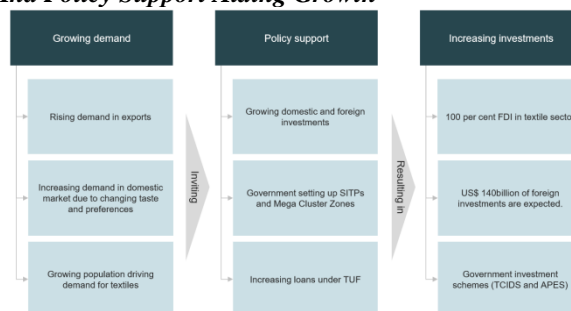 And Policy Support Aiding Growth
Growing demand
Rising demand in exports
Increasing demand in domestic
market due to changing taste
and preferences
Growing population driving
demand for textiles
Inviting
Policy support
Growing domestic and foreign
investments
Government setting up SITPs
and Mega Cluster Zones
Increasing loans under TUF
Resulting in
Increasing investments
100 per cent FDI in textile secto
US$ 140billion of foreign
investments are expected.
Government investment
schemes (TCIDS and APES)